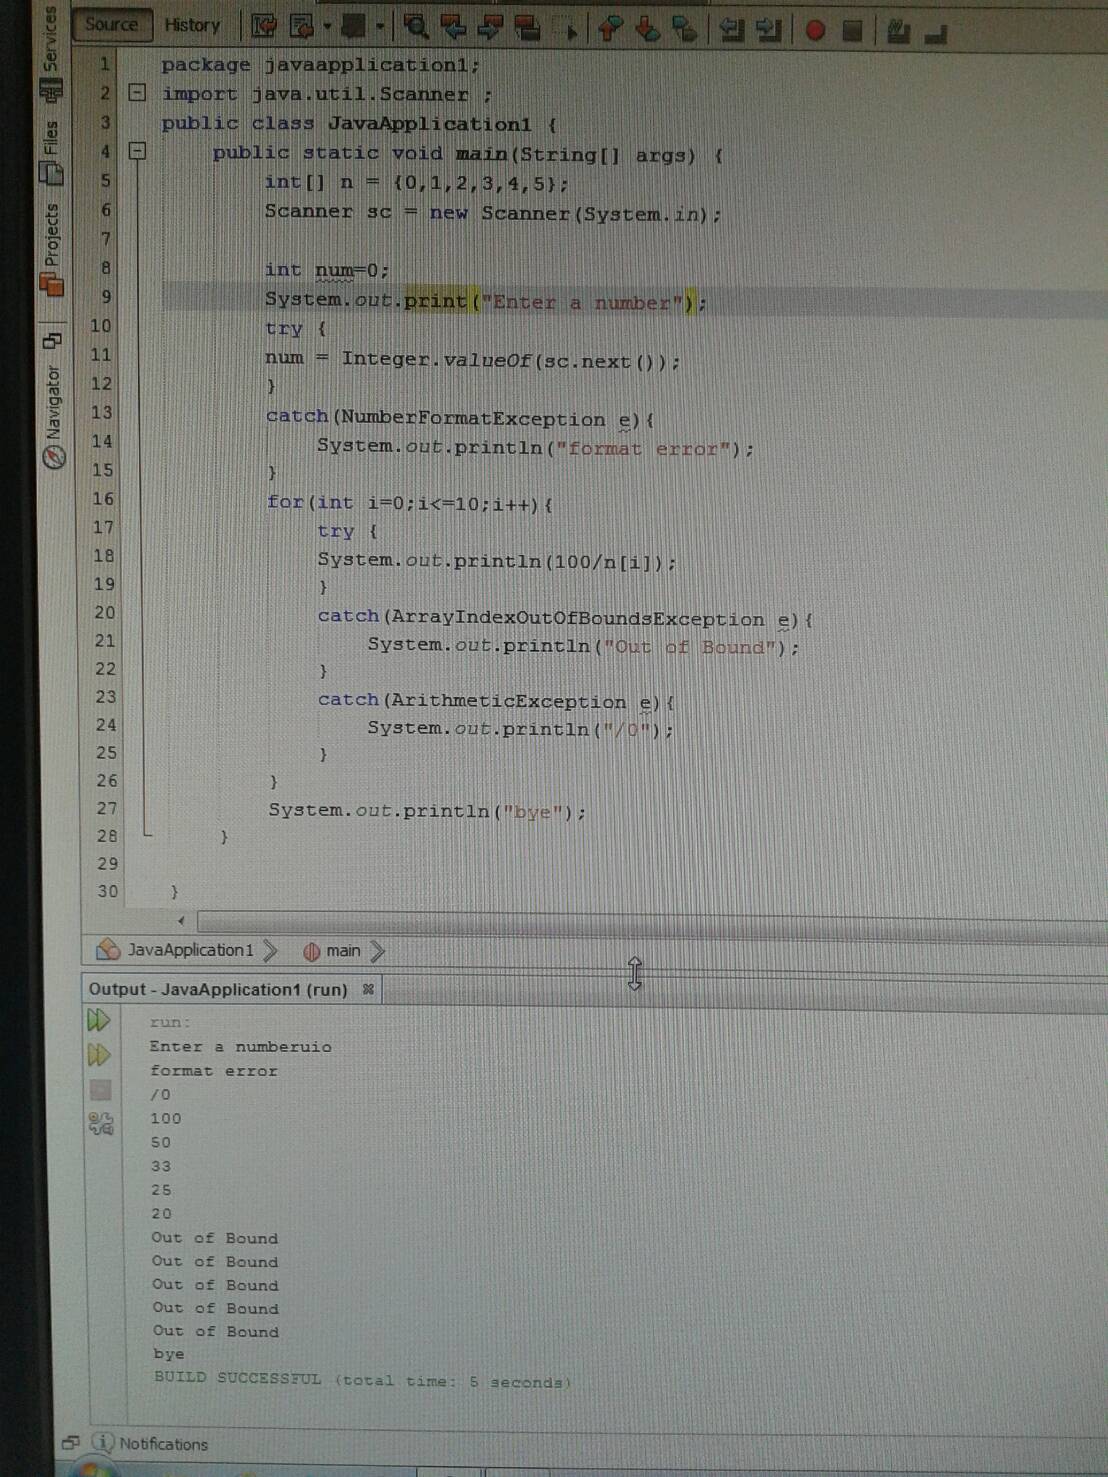 Source History
Services
Files
Projects
Navigator
1 package javaapplication1;
2 import java.util.Scanner ;
3 public class JavaApplication1 {
4 public static void main(String[] args) {
5 int[] n = {0,1,2,3,4,5};
6 Scanner sc = new Scanner(System.in);
7
8 int num=0;
9 System.out.print("Enter a number");
10 try {
11 num = Integer.valueOf(sc.next());
12 }
13 catch(NumberFormatException e){
14 System.out.println("format error");
15 }
16 for(int i=0;i<=10;i++){
17 try {
18 System.out.println(100/n[i]);
19 }
20 catch(ArrayIndexOutOfBoundsException e){
21 System.out.println("Out of Bound");
22 }
23 catch(ArithmeticException e){
24 System.out.println("/0");
25 }
26 }
27 System.out.println("bye");
28 }
29
30 }
JavaApplication1 main
Output - JavaApplication1 (run)
run:
Enter a numberuio
format error
/0
100
50
33
25
20
Out of Bound
Out of Bound
Out of Bound
Out of Bound
Out of Bound
bye
BUILD SUCCESSFUL (total time: 5 seconds)
Notifications